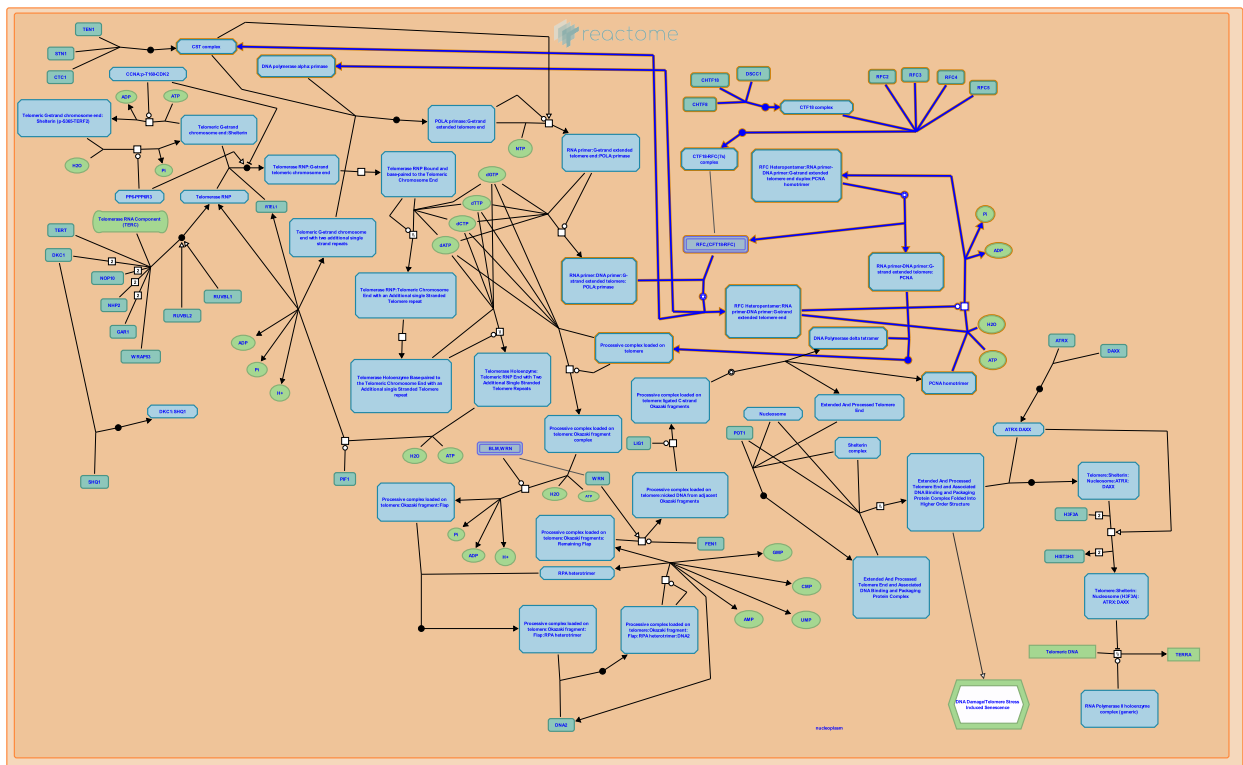 reactome
TEN1
STN1
CTC1
CST complex
DNA polymerase alpha:primase
CCNA:p-T160-CDK2
ADP
ATP
Telomeric G-strand
chromosome end:Shelterin
Telomeric G-strand
chromosome end:
Shelterin
H2O
Pi
PP6-PPP6R3
Telomerase RNP:G-strand
telomeric chromosome end
Telomerase RNP Bound and
base-paired to the Telomeric
Chromosome End
POLA primase:G-strand
extended telomere end
NTP
RNA primer:G-strand extended
telomere end:POLA primase
CHTF18
DSCC1
CHTF8
CTF18 complex
RFC2
RFC3
RFC4
RFC5
RFC Heteropentamer:RNA primer-
DNA primer:G-strand extended
telomere end duplex:PCNA
homotrimer
dGTP
dTTP
dCTP
dATP
Telomerase RNA Component
(TERC)
Telomerase RNP
RTEL1
Telomeric G-strand chromosome
end with two additional single
strand repeats
TERT
DKC1
NOP10
NHP2
GAR1
WRAP53
RUVBL2
RUVBL1
Telomerase RNP:Telomeric Chromosome
End with an Additional single Stranded
Telomere repeat
RNA primer:DNA primer:G-
strand extended telomere:
POLA primase
RNA primer-DNA primer:G-
strand extended telomere:
PCNA
Pi
ADP
RFC Heteropentamer:RNA
primer-DNA primer:G-strand
extended telomere end
H2O
ATP
ADP
Pi
H+
Telomerase Holoenzyme Base-paired to
the Telomeric Chromosome End with an
Additional single Stranded Telomere
repeat
Telomerase Holoenzyme:
Telomeric RNP End with Two
Additional Single Stranded
Telomere Repeats
Processive complex loaded on
telomere
DNA Polymerase delta tetramer
PCNA homotrimer
ATRX
DAXX
DKC1:SHQ1
SHQ1
Processive complex loaded on
telomere:ligated C-strand
Okazaki fragments
Extended And Processed Telomere
End
Nucleosome
POT1
Shelterin
complex
ATRX:DAXX
Processive complex loaded on
telomere:Okazaki fragment
complex
H2O
ATP
BLM,WRN
WRN
LIG1
PIF1
Processive complex loaded on
telomere:nicked DNA from adjacent
Okazaki fragments
Extended And Processed
Telomere End and Associated
DNA Binding and Packaging
Protein Complex Folded Into
Higher Order Structure
Telomere:Shelterin:
Nucleosome:ATRX:
DAXX
H3F3A
HIST3H3
Processive complex loaded on
telomere:Okazaki fragment:Flap
H2O
ATP
Pi
ADP
H+
Processive complex loaded on
telomere:Okazaki fragments:
Remaining Flap
FEN1
RPA heterotrimer
GMP
CMP
UMP
AMP
Extended And Processed
Telomere End and Associated
DNA Binding and Packaging
Protein Complex
Telomere:Shelterin:
Nucleosome (H3F3A):
ATRX:DAXX
Processive complex loaded on
telomere:Okazaki fragment:
Flap:RPA heterotrimer
Processive complex loaded on
telomere:Okazaki fragment:
Flap:RPA heterotrimer:DNA2
DNA2
Telomeric DNA
TERRA
DNA Damage/Telomere Stress
Induced Senescence
RNA Polymerase II holoenzyme
complex (generic)
nucleoplasm